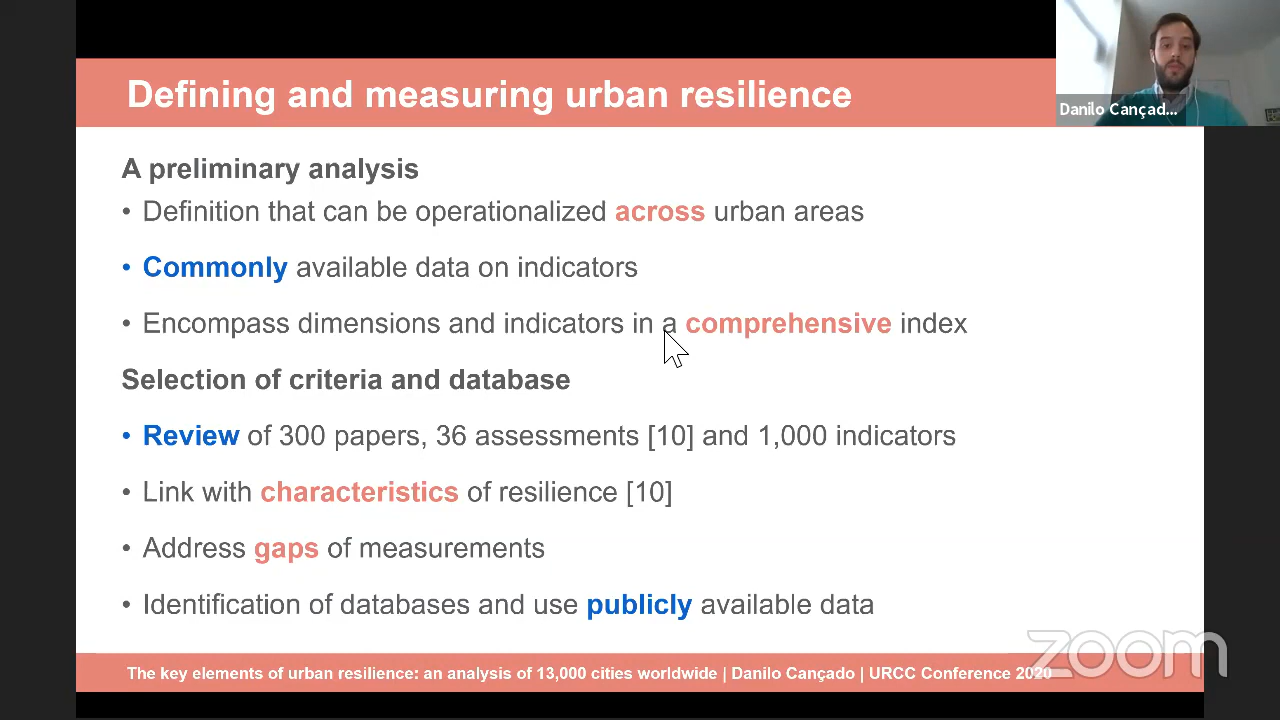 Defining and measuring urban resilience
Danilo Cançad...
A preliminary analysis
• Definition that can be operationalized across urban areas
• Commonly available data on indicators
• Encompass dimensions and indicators in a comprehensive index
Selection of criteria and database
• Review of 300 papers, 36 assessments [10] and 1,000 indicators
• Link with characteristics of resilience [10]
• Address gaps of measurements
• Identification of databases and use publicly available data
zoom
The key elements of urban resilience: an analysis of 13,000 cities worldwide | Danilo Cançado | URCC Conference 2020